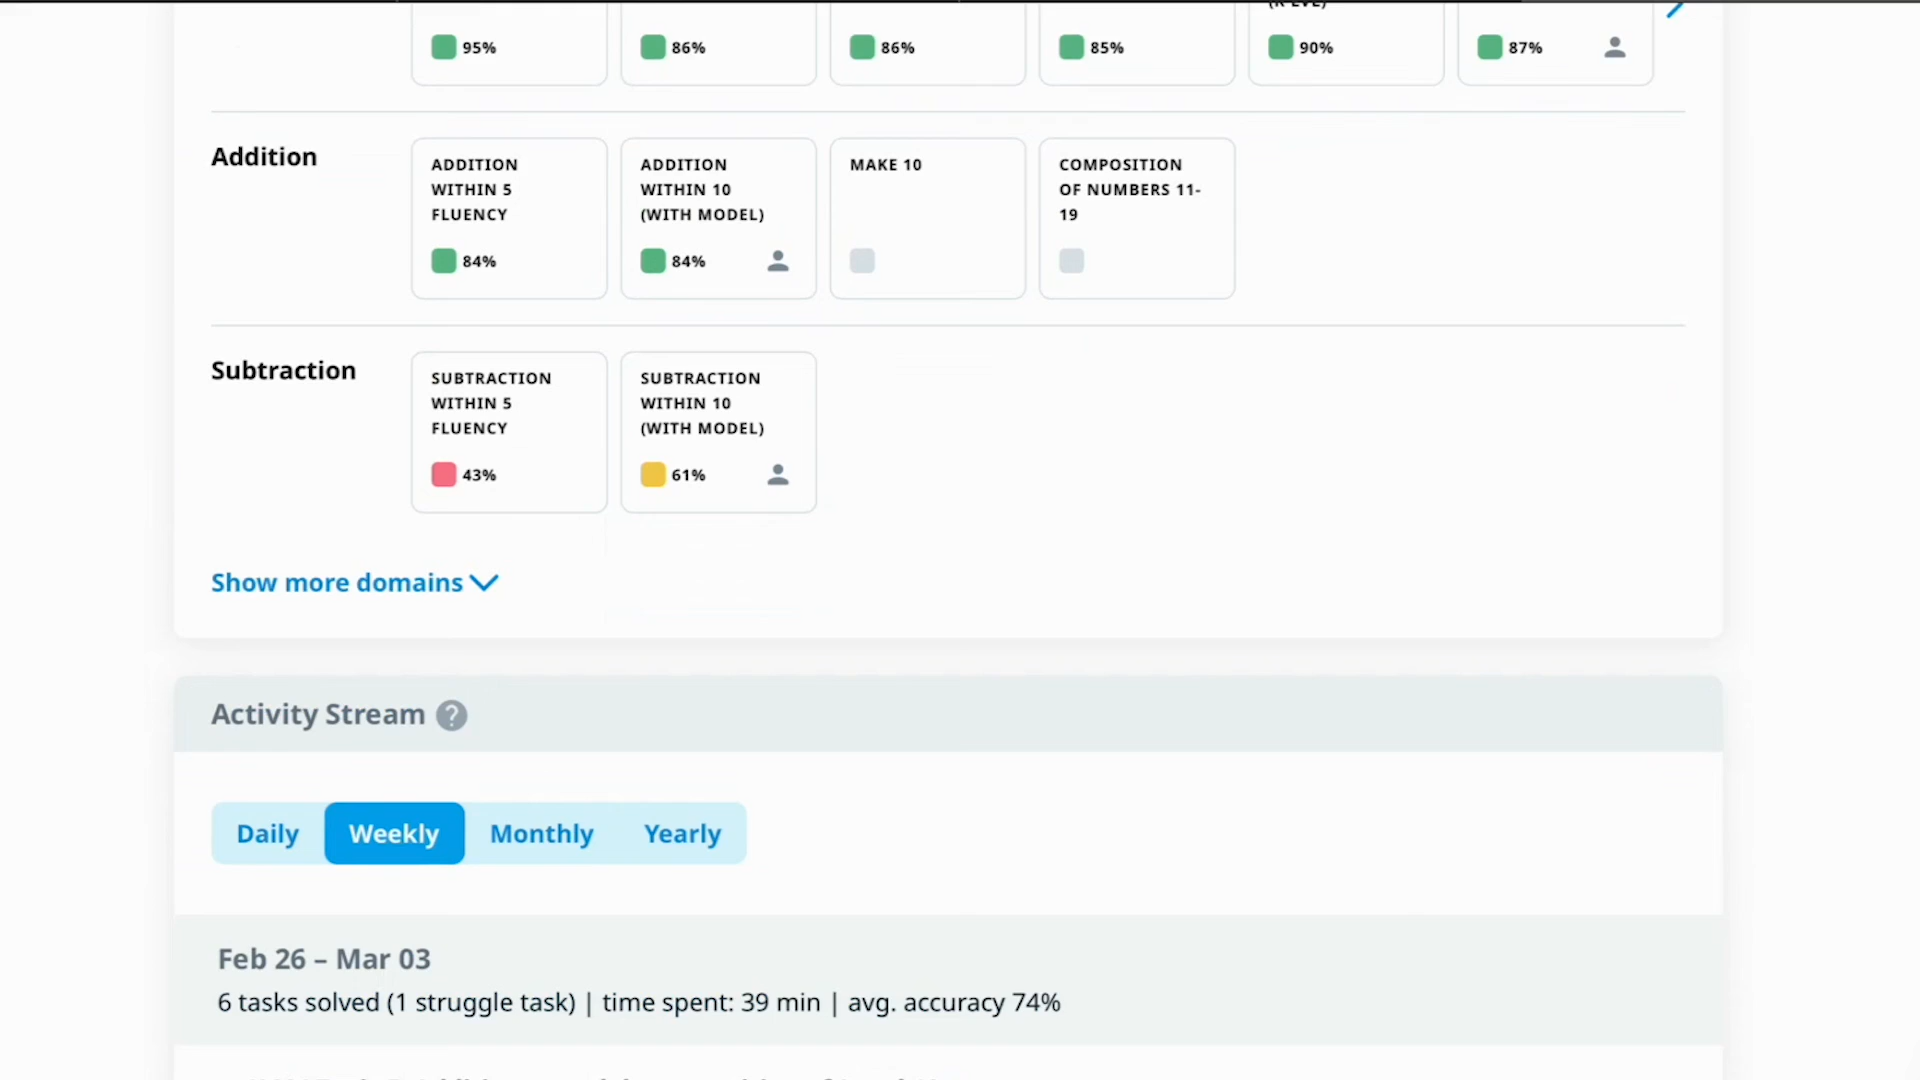 95% 86% 86% 85% 90% 87%
Addition
ADDITION WITHIN 5 FLUENCY
84%
ADDITION WITHIN 10 (WITH MODEL)
84%
MAKE 10
COMPOSITION OF NUMBERS 11-19
Subtraction
SUBTRACTION WITHIN 5 FLUENCY
43%
SUBTRACTION WITHIN 10 (WITH MODEL)
61%
Show more domains
Activity Stream ?
Daily Weekly Monthly Yearly
Feb 26 – Mar 03
6 tasks solved (1 struggle task) | time spent: 39 min | avg. accuracy 74%